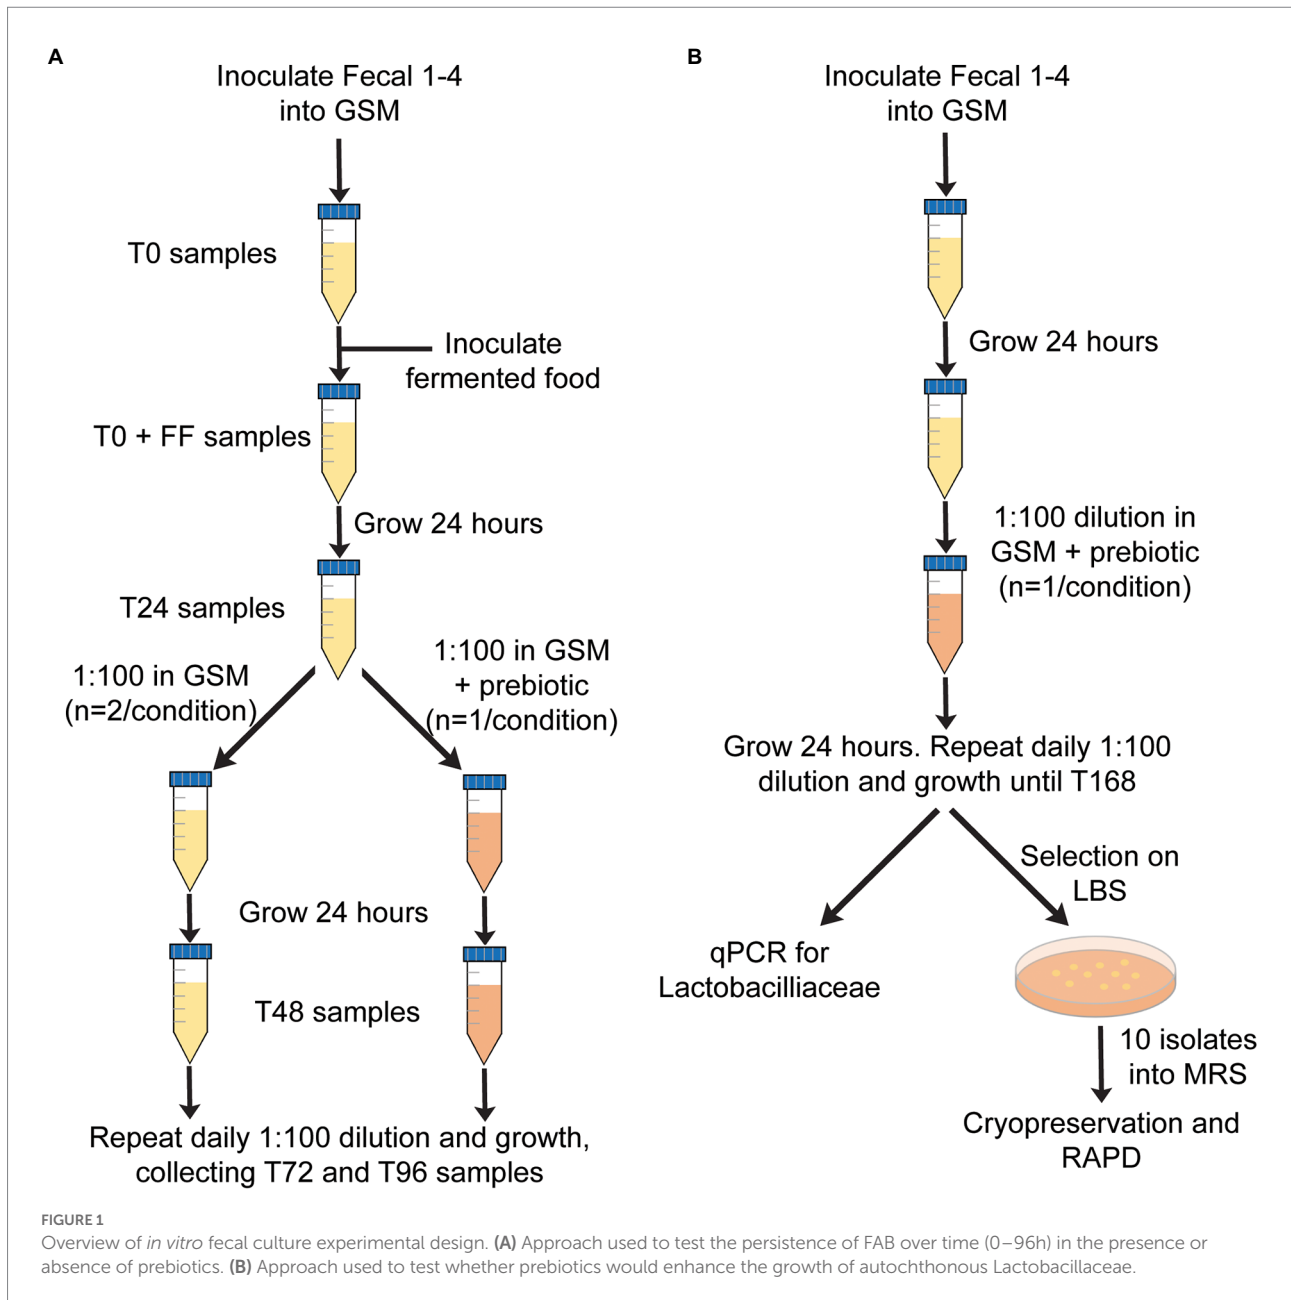 A
Inoculate Fecal 1-4
into GSM
T0 samples
Inoculate
fermented food
T0 + FF samples
Grow 24 hours
T24 samples
1:100 in GSM
(n=2/condition)
1:100 in GSM
+ prebiotic
(n=1/condition)
Grow 24 hours
T48 samples
Repeat daily 1:100 dilution and growth,
collecting T72 and T96 samples
B
Inoculate Fecal 1-4
into GSM
Grow 24 hours
1:100 dilution in
GSM + prebiotic
(n=1/condition)
Grow 24 hours. Repeat daily 1:100
dilution and growth until T168
qPCR for
Lactobacilliaceae
Selection on
LBS
10 isolates
into MRS
Cryopreservation and
RAPD
FIGURE 1
Overview of in vitro fecal culture experimental design. (A) Approach used to test the persistence of FAB over time (0–96h) in the presence or
absence of prebiotics. (B) Approach used to test whether prebiotics would enhance the growth of autochthonous Lactobacillaceae.